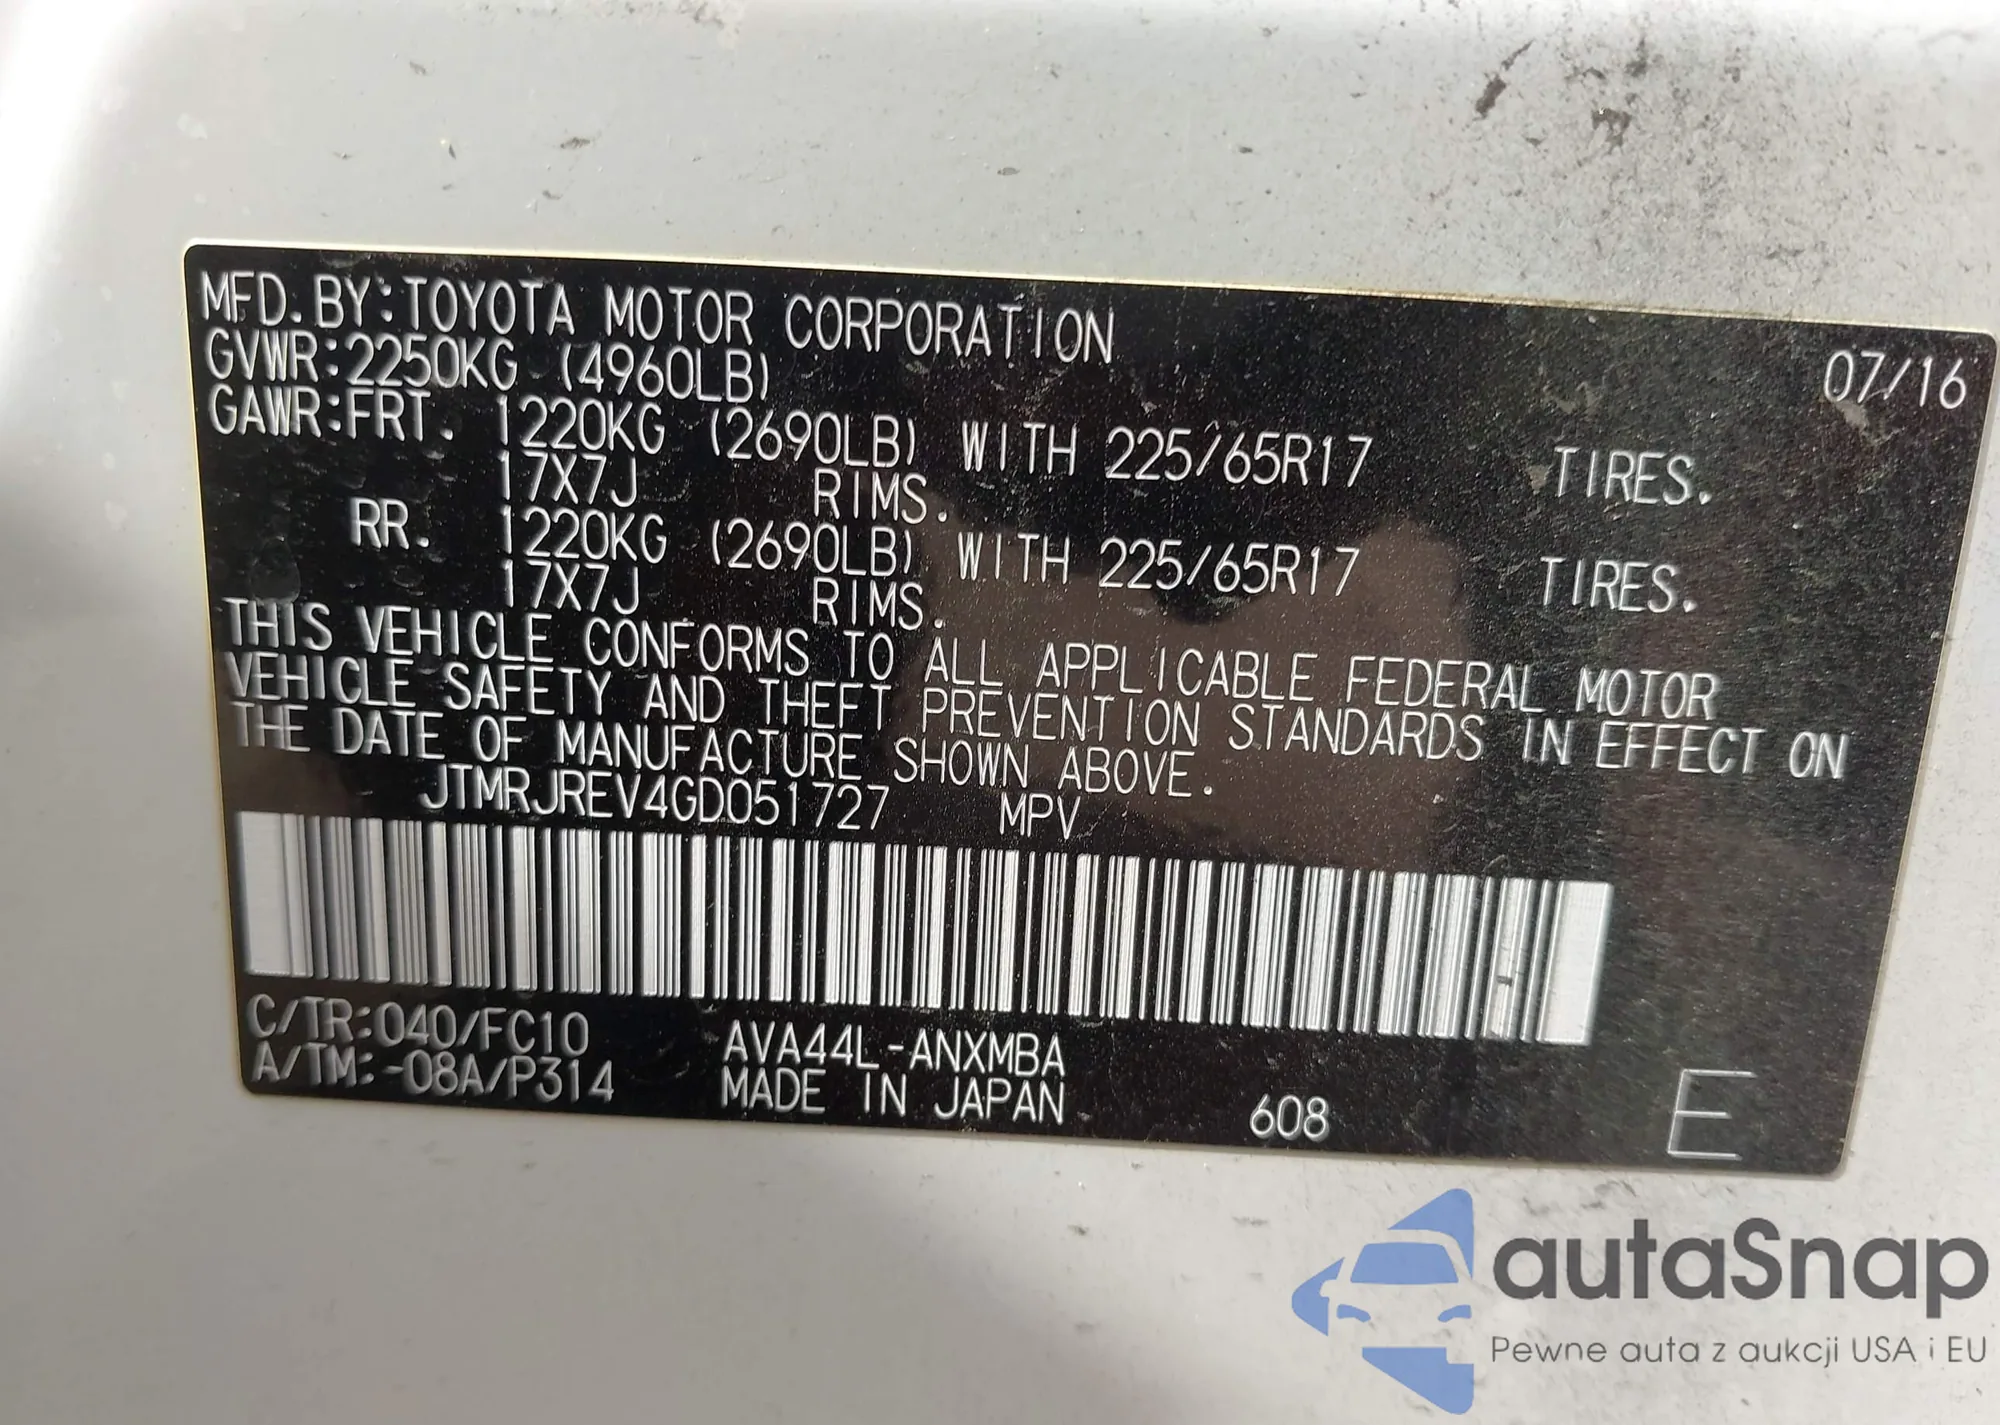 MFD. BY:TOYOTA MOTOR CORPORATION 07/16
GVWR:2250KG (4960LB)
GAWR:FRT. 1220KG (2690LB) WITH 225/65R17 TIRES.
17X7J RIMS.
RR. 1220KG (2690LB) WITH 225/65R17 TIRES.
17X7J RIMS.
THIS VEHICLE CONFORMS TO ALL APPLICABLE FEDERAL MOTOR
VEHICLE SAFETY AND THEFT PREVENTION STANDARDS IN EFFECT ON
THE DATE OF MANUFACTURE SHOWN ABOVE.
JTMRJREV4GD051727 MPV
C/TR:040/FC10 AVA44L-ANXMBA
A/TM:-08A/P314 MADE IN JAPAN 608 E
autaSnap
Pewne auta z aukcji USA i EU